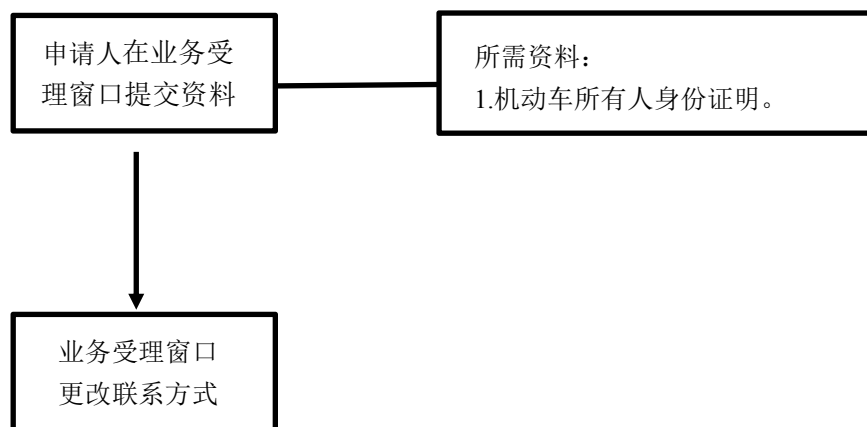 申请人在业务受
理窗口提交资料
所需资料：
1.机动车所有人身份证明。
业务受理窗口
更改联系方式